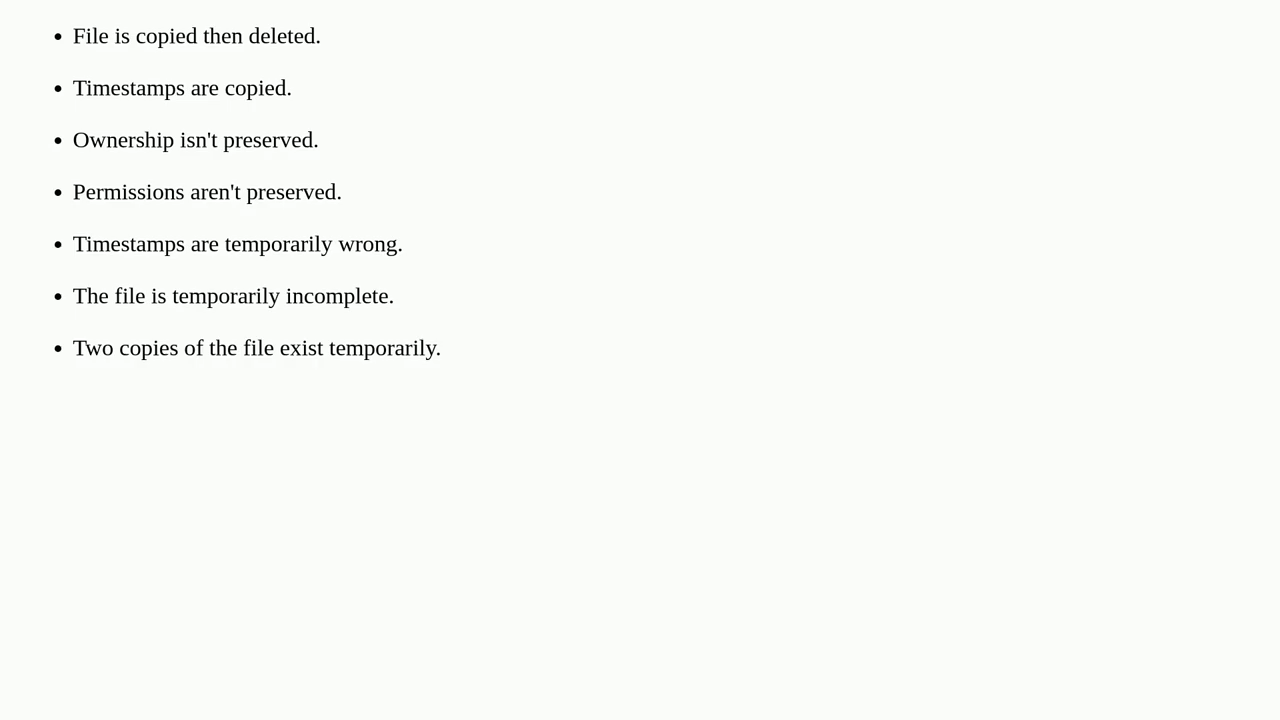 • File is copied then deleted.
• Timestamps are copied.
• Ownership isn't preserved.
• Permissions aren't preserved.
• Timestamps are temporarily wrong.
• The file is temporarily incomplete.
• Two copies of the file exist temporarily.